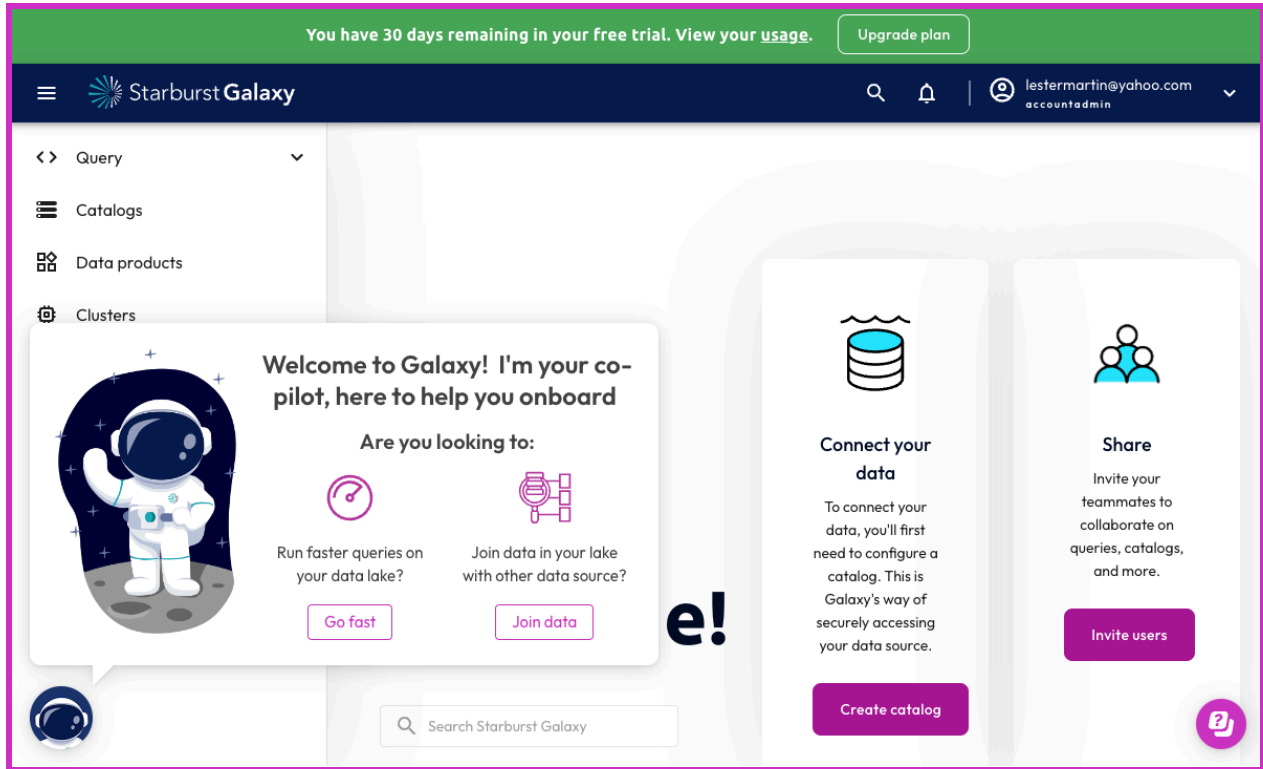 You have 30 days remaining in your free trial. View your usage.
Upgrade plan
Starburst Galaxy
lestermartin@yahoo.com
accountadmin
Query
Catalogs
Data products
Clusters
Welcome to Galaxy! I'm your co-
pilot, here to help you onboard
Are you looking to:
Run faster queries on
your data lake?
Go fast
Join data in your lake
with other data source?
Join data
e!
Search Starburst Galaxy
Connect your
data
To connect your
data, you'll first
need to configure a
catalog. This is
Galaxy's way of
securely accessing
your data source.
Create catalog
Share
Invite your
teammates to
collaborate on
queries, catalogs,
and more.
Invite users